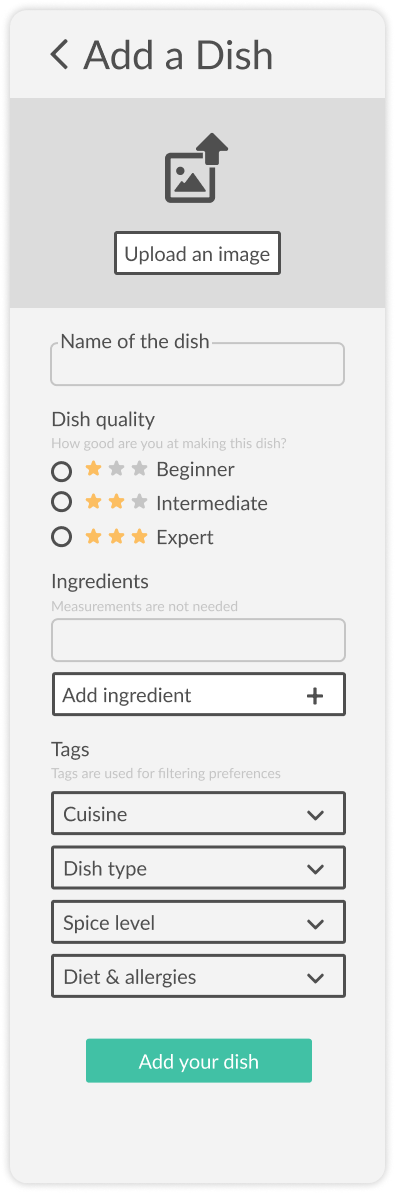 Add a Dish
Upload an image
Name of the dish
Dish quality
How good are you at making this dish?
Beginner
Intermediate
Expert
Ingredients
Measurements are not needed
Add ingredient
Tags
Tags are used for filtering preferences
Cuisine
Dish type
Spice level
Diet & allergies
Add your dish